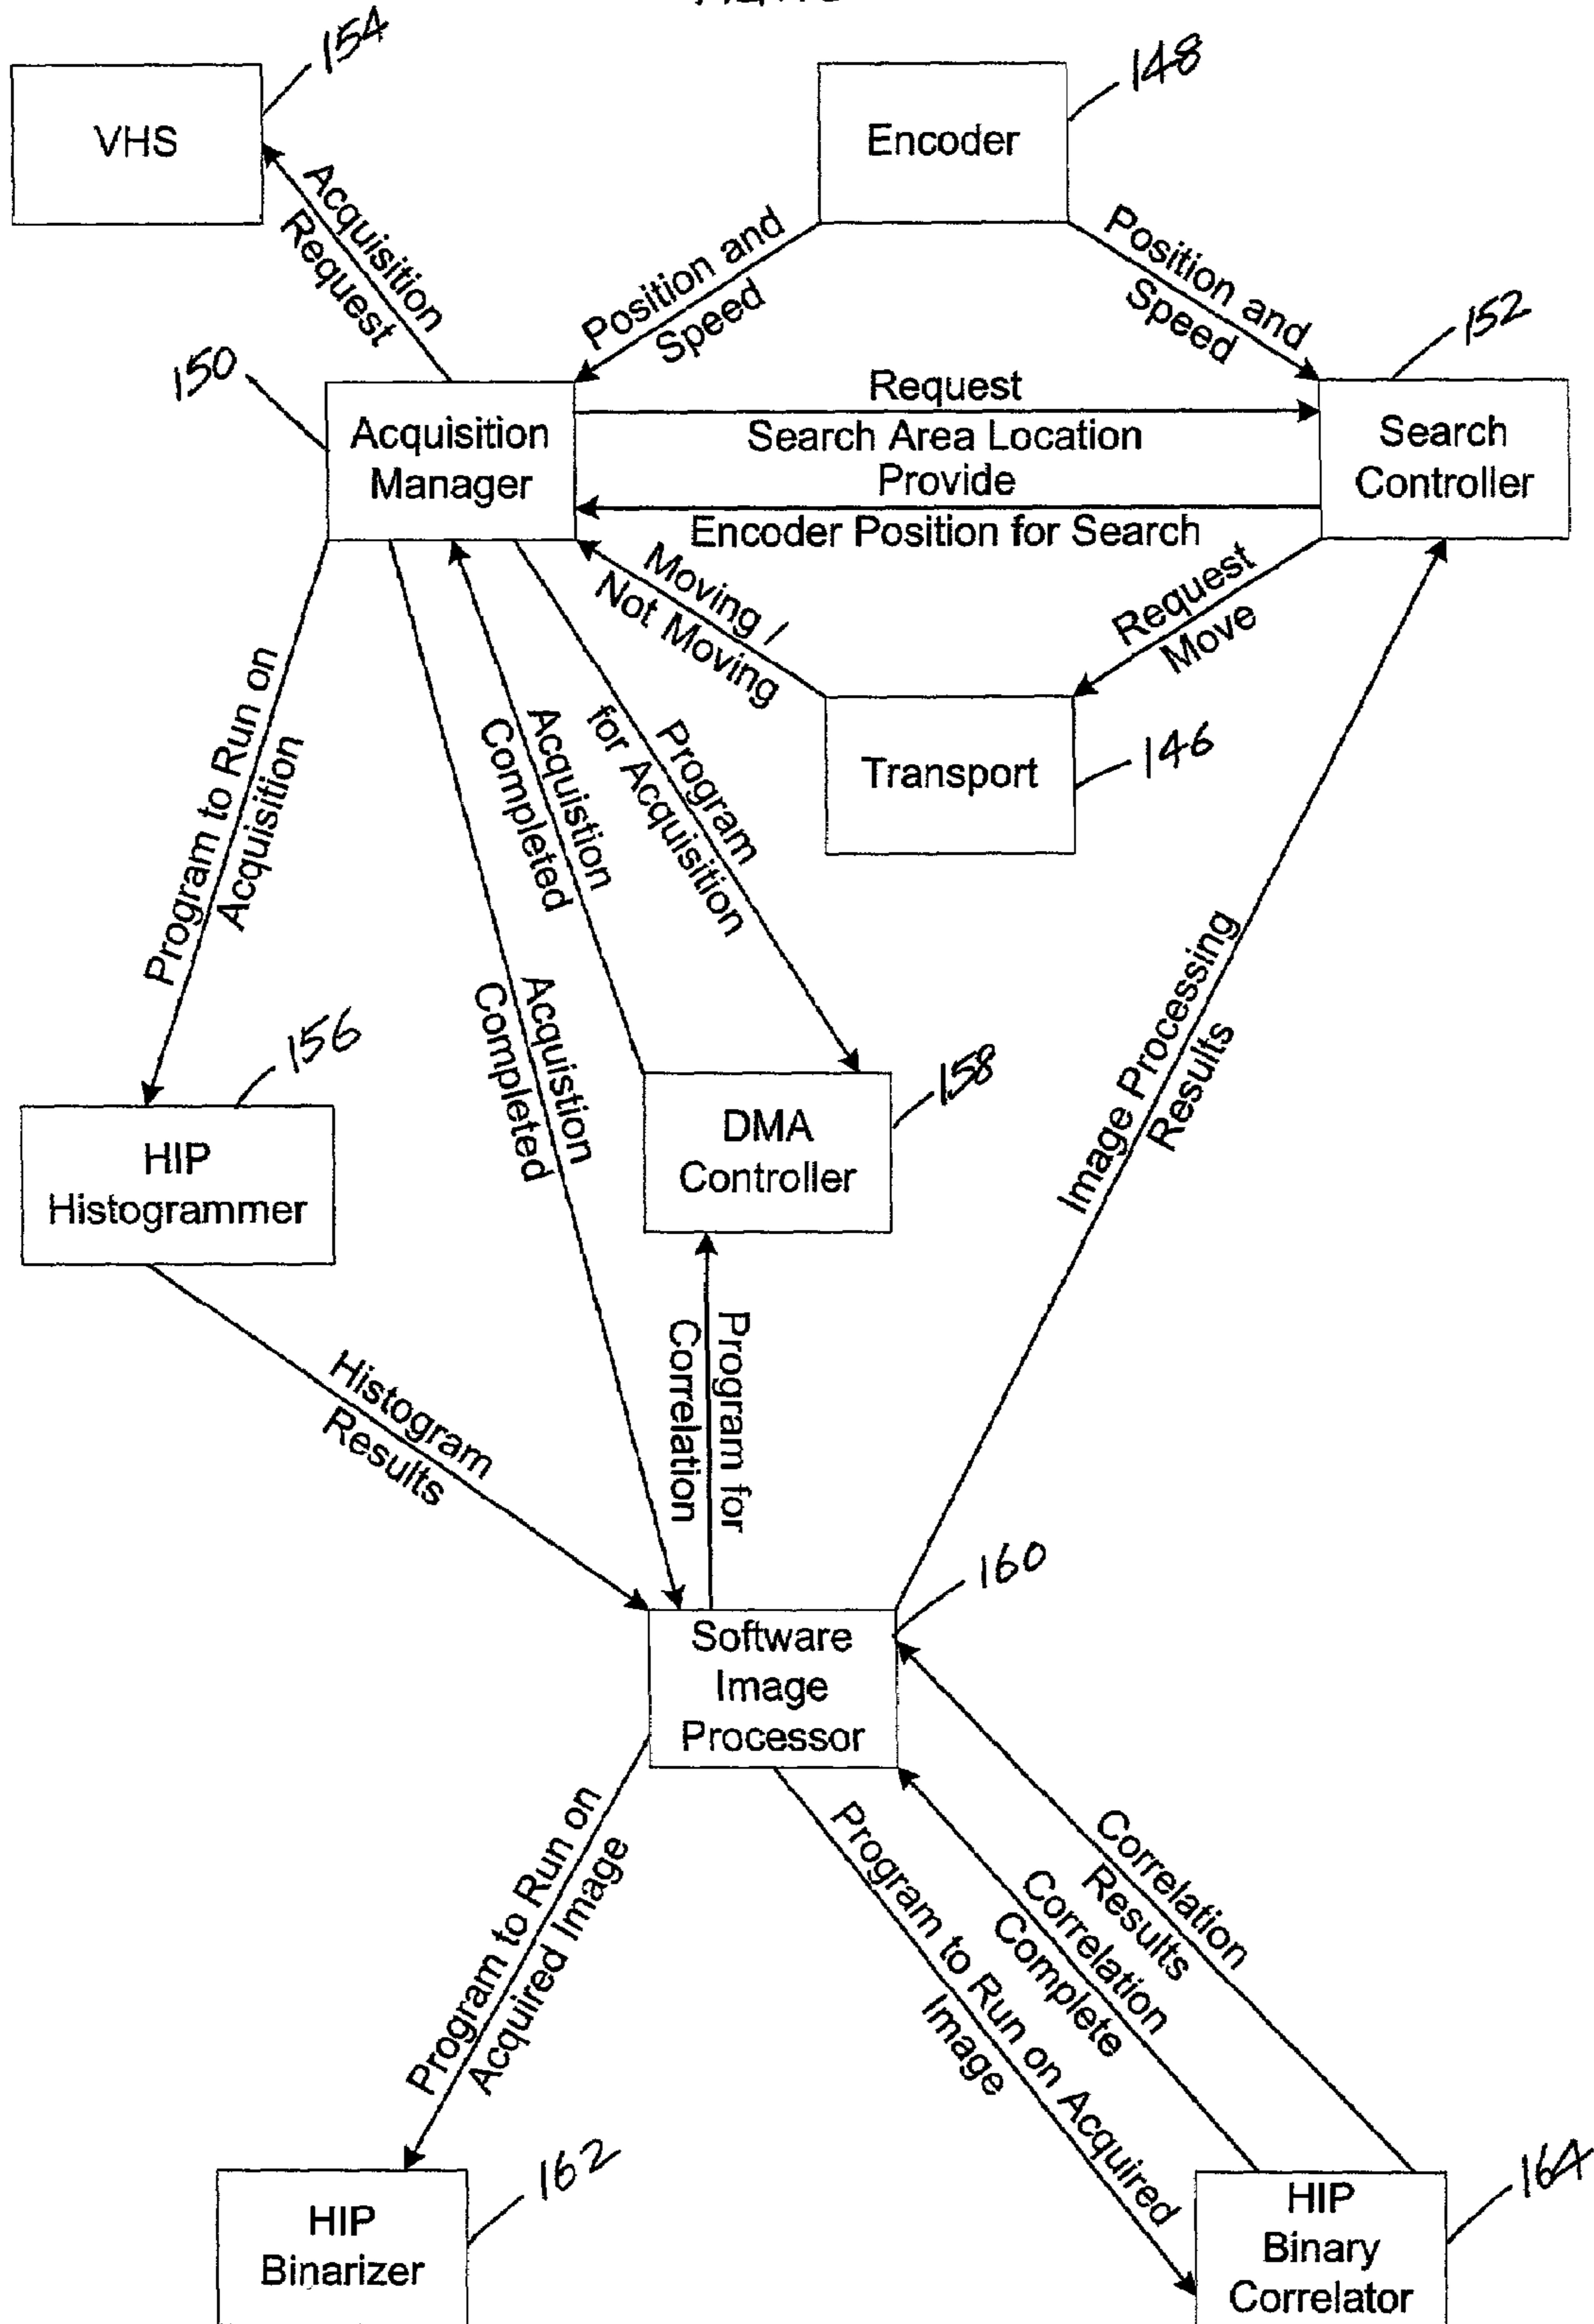 154
148
VHS
Encoder
Acquisition
Request
Position and
Speed
Position and
Speed
152
150
Request
Acquisition
Manager
Search Area Location
Provide
Encoder Position for Search
Search
Controller
Moving /
Not Moving
Request
Move
Transport
146
Program to Run on
Acquisition
Acquistion
Completed
Program
for Acquisition
Acquistion
Completed
Image Processing
Results
156
158
HIP
Histogrammer
DMA
Controller
Histogram
Results
Program for
Correlation
160
Software
Image
Processor
Program to Run on
Acquired Image
Program to Run on Acquired
Image
Correlation
Complete
Correlation
Results
162
164
HIP
Binarizer
HIP
Binary
Correlator